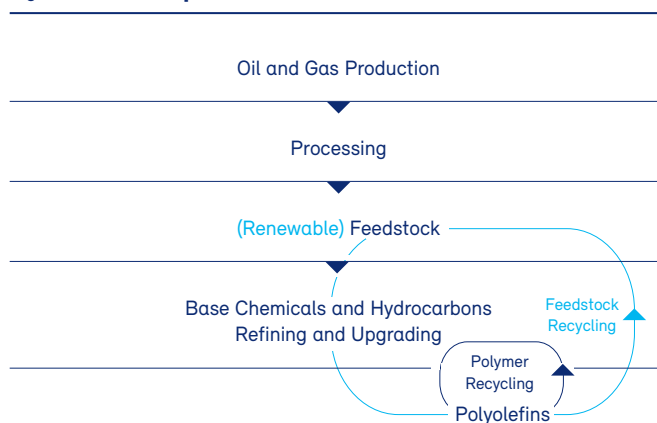 Oil and Gas Production
Processing
(Renewable) Feedstock
Base Chemicals and Hydrocarbons
Refining and Upgrading
Feedstock
Recycling
Polymer
Recycling
Polyolefins